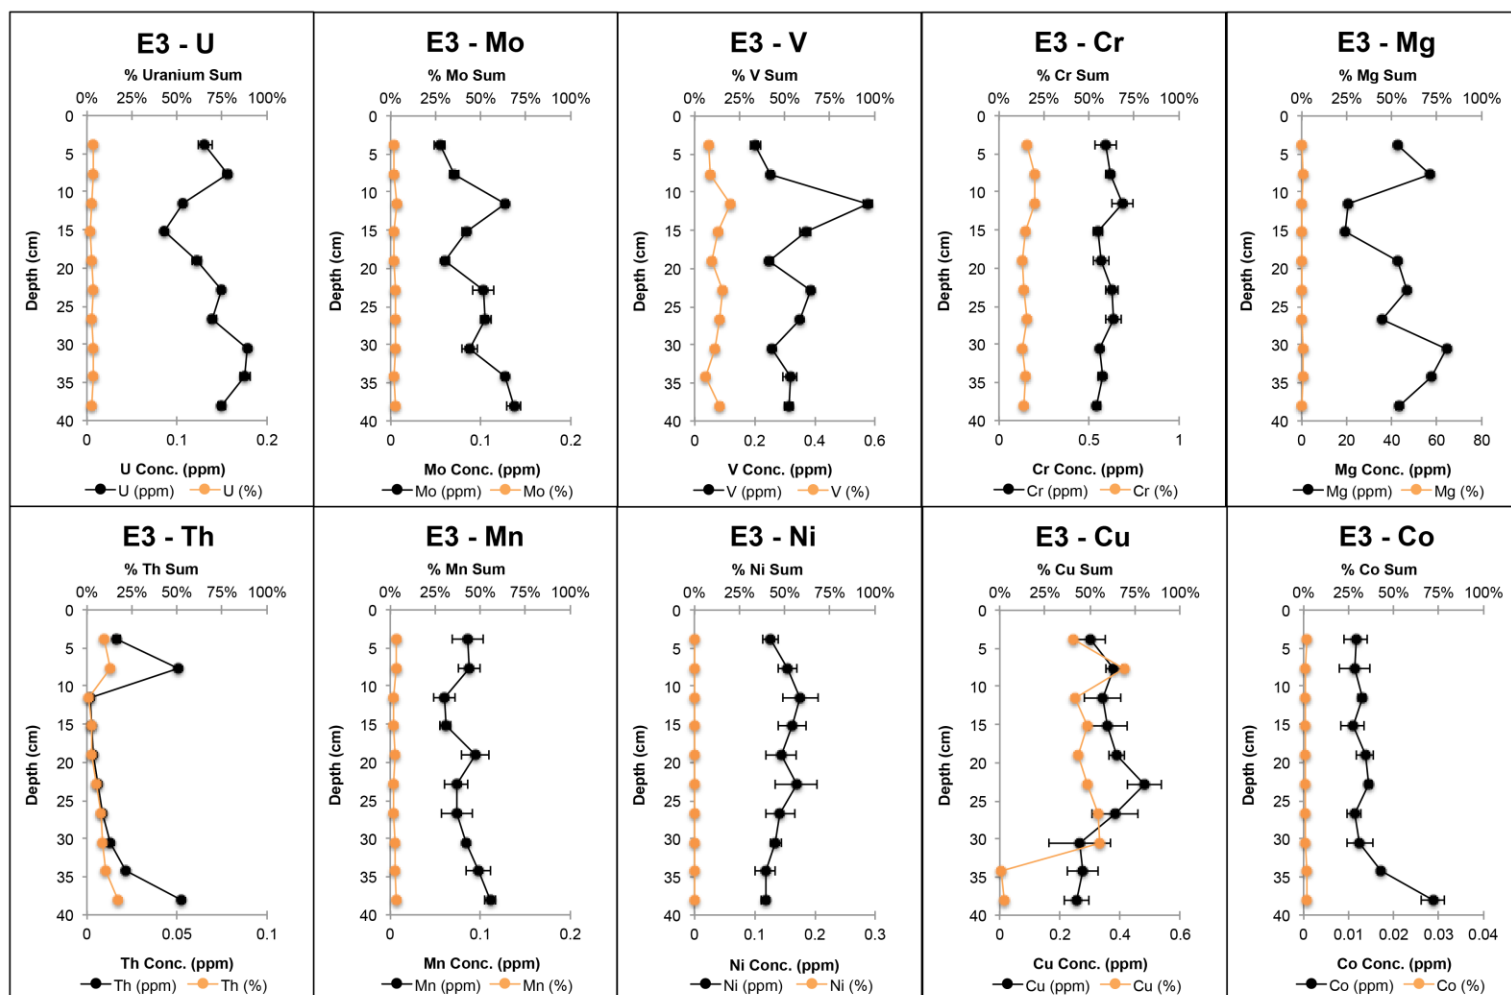 E3 - U
% Uranium Sum
0% 25% 50% 75% 100%
0
5
10
15
20
25
30
35
40
Depth (cm)
0 0.1 0.2
U Conc. (ppm)
U (ppm) U (%)
E3 - Mo
% Mo Sum
0% 25% 50% 75% 100%
0
5
10
15
20
25
30
35
40
Depth (cm)
0 0.1 0.2
Mo Conc. (ppm)
Mo (ppm) Mo (%)
E3 - V
% V Sum
0% 25% 50% 75% 100%
0
5
10
15
20
25
30
35
40
Depth (cm)
0 0.2 0.4 0.6
V Conc. (ppm)
V (ppm) V (%)
E3 - Cr
% Cr Sum
0% 25% 50% 75% 100%
0
5
10
15
20
25
30
35
40
Depth (cm)
0 0.5 1
Cr Conc. (ppm)
Cr (ppm) Cr (%)
E3 - Mg
% Mg Sum
0% 25% 50% 75% 100%
0
5
10
15
20
25
30
35
40
Depth (cm)
0 20 40 60 80
Mg Conc. (ppm)
Mg (ppm) Mg (%)
E3 - Th
% Th Sum
0% 25% 50% 75% 100%
0
5
10
15
20
25
30
35
40
Depth (cm)
0 0.05 0.1
Th Conc. (ppm)
Th (ppm) Th (%)
E3 - Mn
% Mn Sum
0% 25% 50% 75% 100%
0
5
10
15
20
25
30
35
40
Depth (cm)
0 0.1 0.2
Mn Conc. (ppm)
Mn (ppm) Mn (%)
E3 - Ni
% Ni Sum
0% 25% 50% 75% 100%
0
5
10
15
20
25
30
35
40
Depth (cm)
0 0.1 0.2 0.3
Ni Conc. (ppm)
Ni (ppm) Ni (%)
E3 - Cu
% Cu Sum
0% 25% 50% 75% 100%
0
5
10
15
20
25
30
35
40
Depth (cm)
0 0.2 0.4 0.6
Cu Conc. (ppm)
Cu (ppm) Cu (%)
E3 - Co
% Co Sum
0% 25% 50% 75% 100%
0
5
10
15
20
25
30
35
40
Depth (cm)
0 0.01 0.02 0.03 0.04
Co Conc. (ppm)
Co (ppm) Co (%)